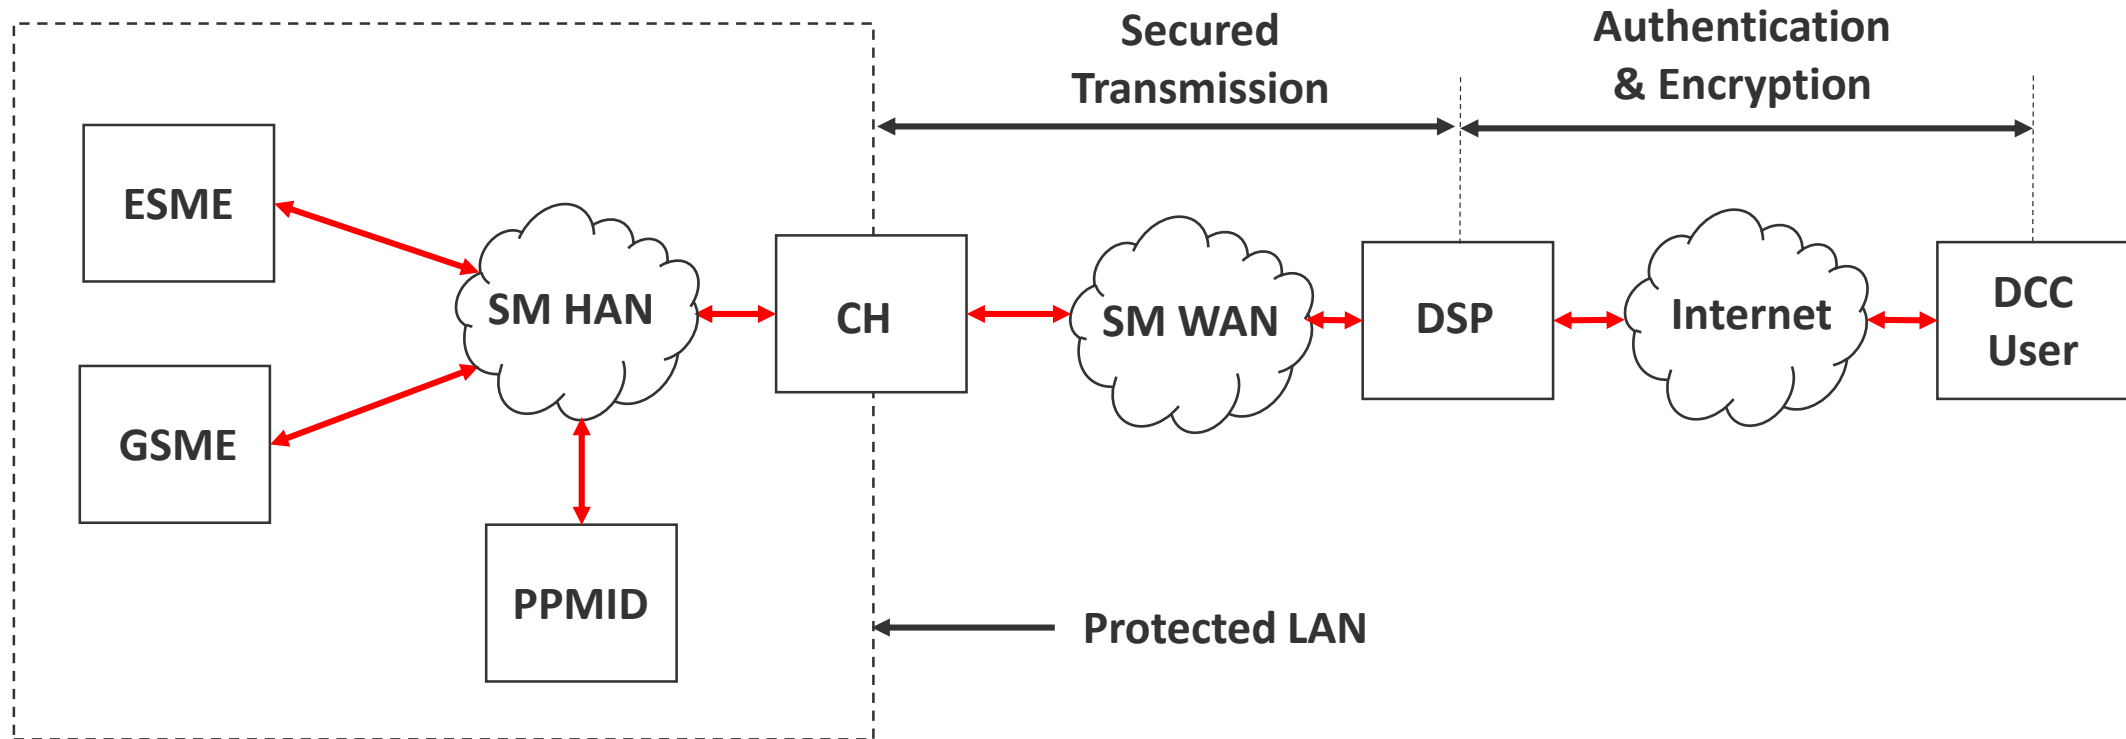 Secured
Transmission
Authentication
& Encryption
ESME
SM HAN
CH
SM WAN
DSP
Internet
DCC
User
GSME
PPMID
Protected LAN